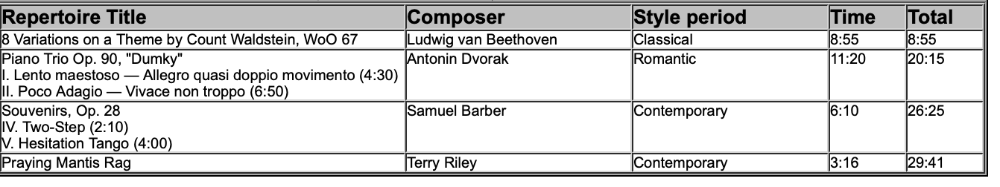 Repertoire Title Composer Style period Time Total
8 Variations on a Theme by Count Waldstein, WoO 67 Ludwig van Beethoven Classical 8:55 8:55
Piano Trio Op. 90, "Dumky" Antonin Dvorak Romantic 11:20 20:15
I. Lento maestoso — Allegro quasi doppio movimento (4:30)
II. Poco Adagio — Vivace non troppo (6:50)
Souvenirs, Op. 28 Samuel Barber Contemporary 6:10 26:25
IV. Two-Step (2:10)
V. Hesitation Tango (4:00)
Praying Mantis Rag Terry Riley Contemporary 3:16 29:41